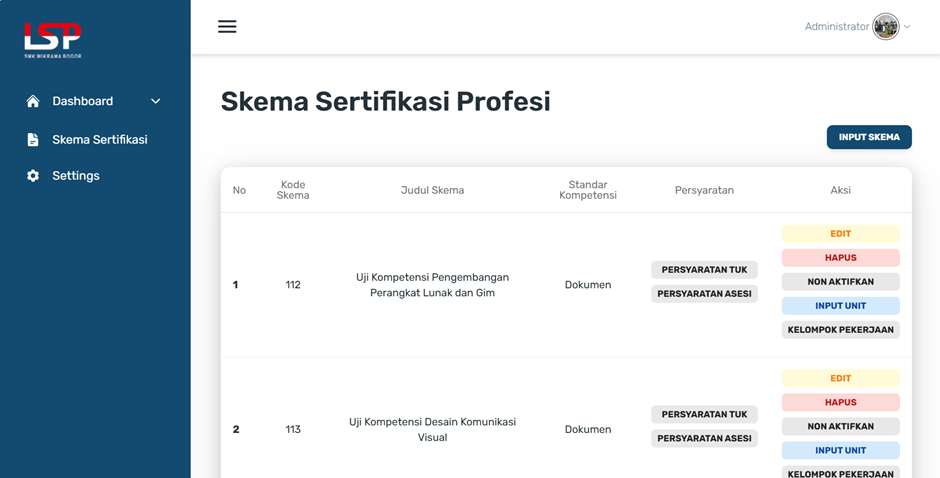 LSP
SMK WIKRAMA BOGOR
Administrator
Dashboard
Skema Sertifikasi
Settings
Skema Sertifikasi Profesi
INPUT SKEMA
No
Kode
Skema
Judul Skema
Standar
Kompetensi
Persyaratan
Aksi
1
112
Uji Kompetensi Pengembangan
Perangkat Lunak dan Gim
Dokumen
PERSYARATAN TUK
PERSYARATAN ASESI
EDIT
HAPUS
NON AKTIFKAN
INPUT UNIT
KELOMPOK PEKERJAAN
2
113
Uji Kompetensi Desain Komunikasi
Visual
Dokumen
PERSYARATAN TUK
PERSYARATAN ASESI
EDIT
HAPUS
NON AKTIFKAN
INPUT UNIT
KELOMPOK PEKERJAAN